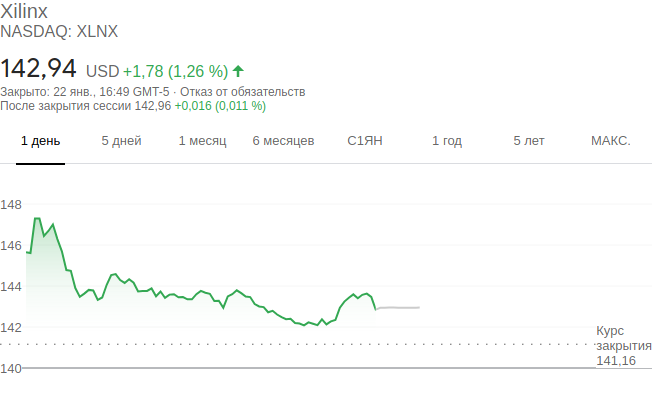 Xilinx
NASDAQ: XLNX
142,94 USD +1,78 (1,26 %)
Закрыто: 22 янв., 16:49 GMT-5 · Отказ от обязательств
После закрытия сессии 142,96 +0,016 (0,011 %)
1 день 5 дней 1 месяц 6 месяцев С1ЯН 1 год 5 лет МАКС.
148
146
144
142
Курс
закрытия
141,16
140